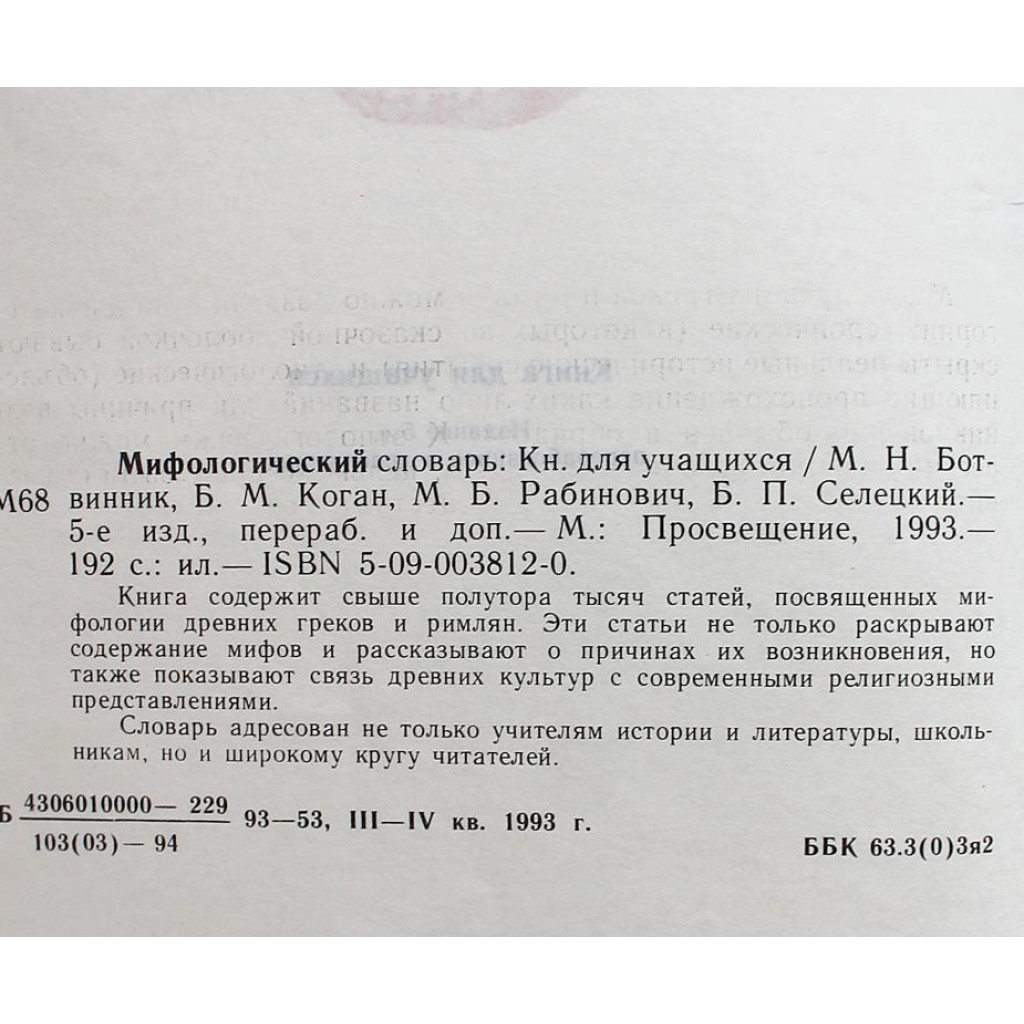 Мифологический словарь: Кн. для учащихся / М. Н. Бот-
М68 винник, Б. М. Коган, М. Б. Рабинович, Б. П. Селецкий.—
5-е изд., перераб. и доп.— М.: Просвещение, 1993.—
192 с.: ил.— ISBN 5-09-003812-0.
Книга содержит свыше полутора тысяч статей, посвященных ми-
фологии древних греков и римлян. Эти статьи не только раскрывают
содержание мифов и рассказывают о причинах их возникновения, но
также показывают связь древних культур с современными религиозными
представлениями.
Словарь адресован не только учителям истории и литературы, школь-
никам, но и широкому кругу читателей.
Б 4306010000— 229
103(03)— 94
93—53, III—IV кв. 1993 г.
ББК 63.3(0)3я2